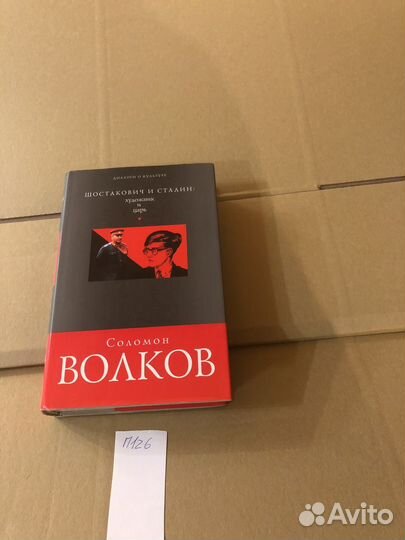 ДИАЛОГИ О КУЛЬТУРЕ
ШОСТАКОВИЧ И СТАЛИН:
художник
и
царь
Соломон
ВОЛКОВ
П126
Avito